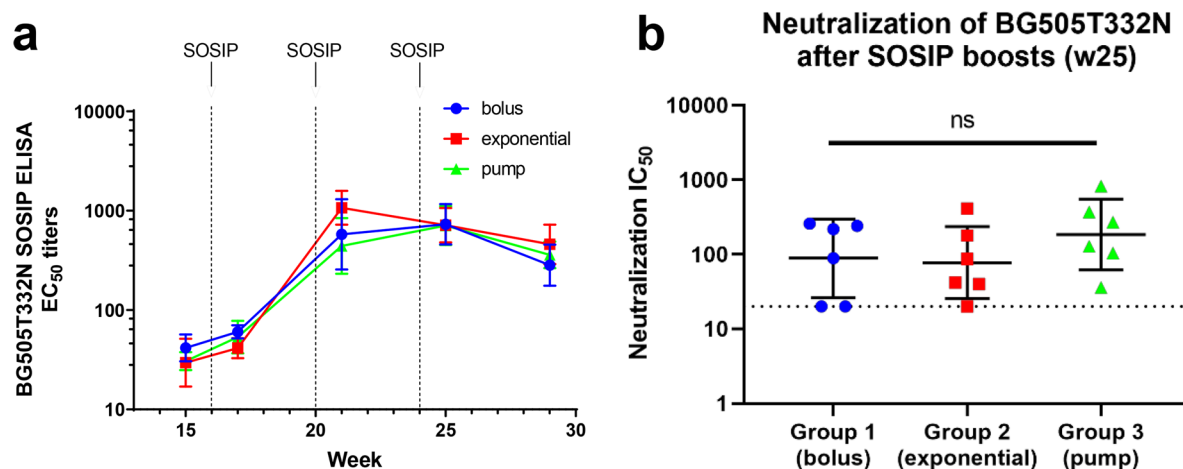 a
SOSIP SOSIP SOSIP
BG505T332N SOSIP ELISA
EC50 titers
10000
1000
100
10
bolus
exponential
pump
15 20 25 30
Week
b
Neutralization of BG505T332N
after SOSIP boosts (w25)
Neutralization IC50
10000
1000
100
10
1
ns
Group 1
(bolus)
Group 2
(exponential)
Group 3
(pump)